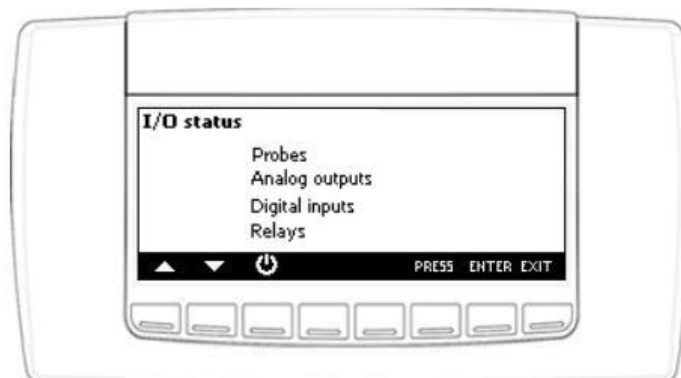 I/O status
Probes
Analog outputs
Digital inputs
Relays
PRESS ENTER EXIT